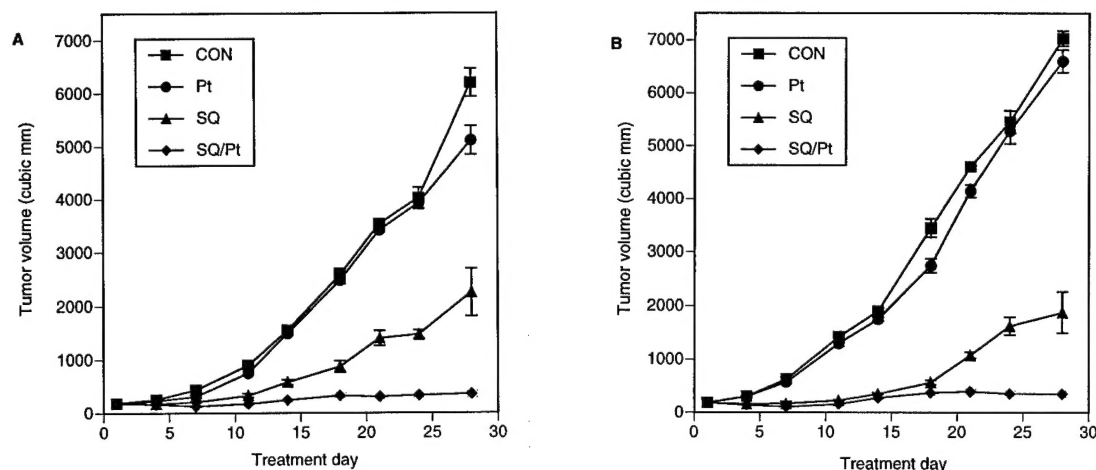 A
7000
6000
5000
4000
3000
2000
1000
0
Tumor volume (cubic mm)
CON
Pt
SQ
SQ/Pt
0 5 10 15 20 25 30
Treatment day
B
7000
6000
5000
4000
3000
2000
1000
0
Tumor volume (cubic mm)
CON
Pt
SQ
SQ/Pt
0 5 10 15 20 25 30
Treatment day